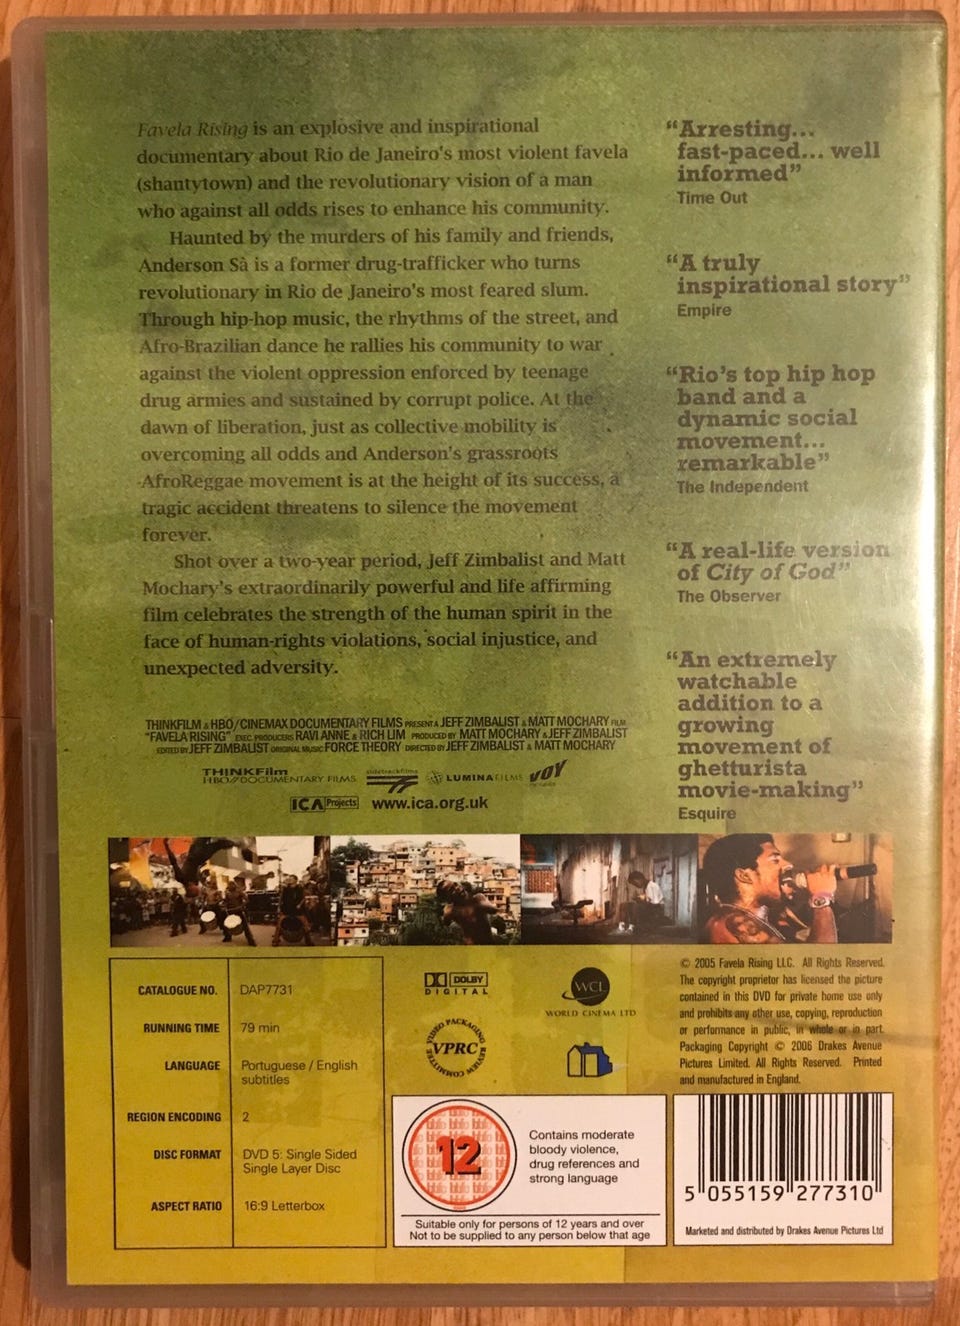 Favela Rising is an explosive and inspirational
documentary about Rio de Janeiro's most violent favela
(shantytown) and the revolutionary vision of a man
who against all odds rises to enhance his community.
Haunted by the murders of his family and friends,
Anderson Sà is a former drug-trafficker who turns
revolutionary in Rio de Janeiro's most feared slum.
Through hip-hop music, the rhythms of the street, and
Afro-Brazilian dance he rallies his community to war
against the violent oppression enforced by teenage
drug armies and sustained by corrupt police. At the
dawn of liberation, just as collective mobility is
overcoming all odds and Anderson's grassroots
AfroReggae movement is at the height of its success, a
tragic accident threatens to silence the movement
forever.
Shot over a two-year period, Jeff Zimbalist and Matt
Mochary's extraordinarily powerful and life affirming
film celebrates the strength of the human spirit in the
face of human-rights violations, social injustice, and
unexpected adversity.
"Arresting...
fast-paced... well
informed"
Time Out
"A truly
inspirational story"
Empire
"Rio's top hip hop
band and a
dynamic social
movement...
remarkable"
The Independent
"A real-life version
of City of God"
The Observer
"An extremely
watchable
addition to a
growing
movement of
ghetturista
movie-making"
Esquire
THINKFILM & HBO/CINEMAX DOCUMENTARY FILMS PRESENT A JEFF ZIMBALIST & MATT MOCHARY FILM
"FAVELA RISING" EXEC. PRODUCERS RAVI ANNE & RICH LIM PRODUCED BY MATT MOCHARY & JEFF ZIMBALIST
EDITED BY JEFF ZIMBALIST ORIGINAL MUSIC FORCE THEORY DIRECTED BY JEFF ZIMBALIST & MATT MOCHARY
THINKFilm
HBO/DOCUMENTARY FILMS
sidetrackfilms
LUMINAFILMS
VOY
ICA Projects www.ica.org.uk
CATALOGUE NO. DAP7731
RUNNING TIME 79 min
LANGUAGE Portuguese / English
subtitles
REGION ENCODING 2
DISC FORMAT DVD 5: Single Sided
Single Layer Disc
ASPECT RATIO 16:9 Letterbox
DOLBY
DIGITAL
WCL
WORLD CINEMA LTD
VIDEO PACKAGING
VPRC
REVIEW COMMITTEE
© 2005 Favela Rising LLC. All Rights Reserved.
The copyright proprietor has licensed the picture
contained in this DVD for private home use only
and prohibits any other use, copying, reproduction
or performance in public, in whole or in part.
Packaging Copyright © 2006 Drakes Avenue
Pictures Limited. All Rights Reserved. Printed
and manufactured in England.
12
Contains moderate
bloody violence,
drug references and
strong language
Suitable only for persons of 12 years and over
Not to be supplied to any person below that age
5 055159 277310
Marketed and distributed by Drakes Avenue Pictures Ltd